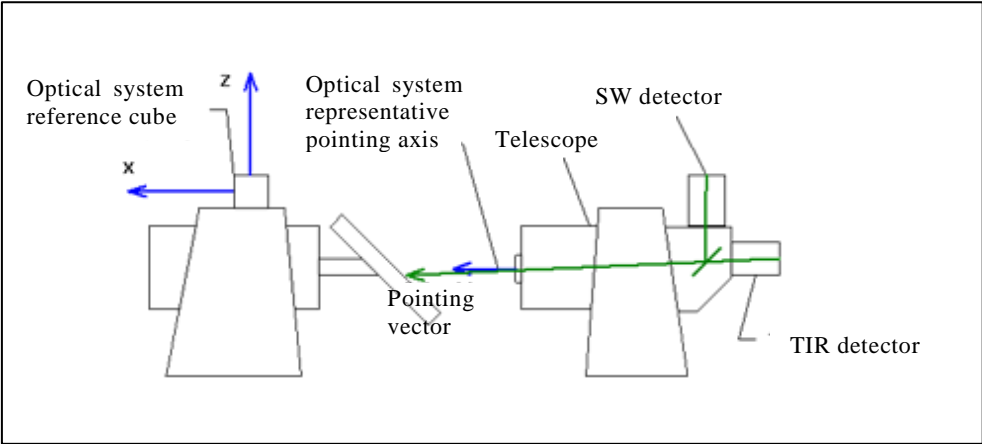 Optical system
reference cube
z
x
Optical system
representative
pointing axis
Telescope
SW detector
Pointing
vector
TIR detector